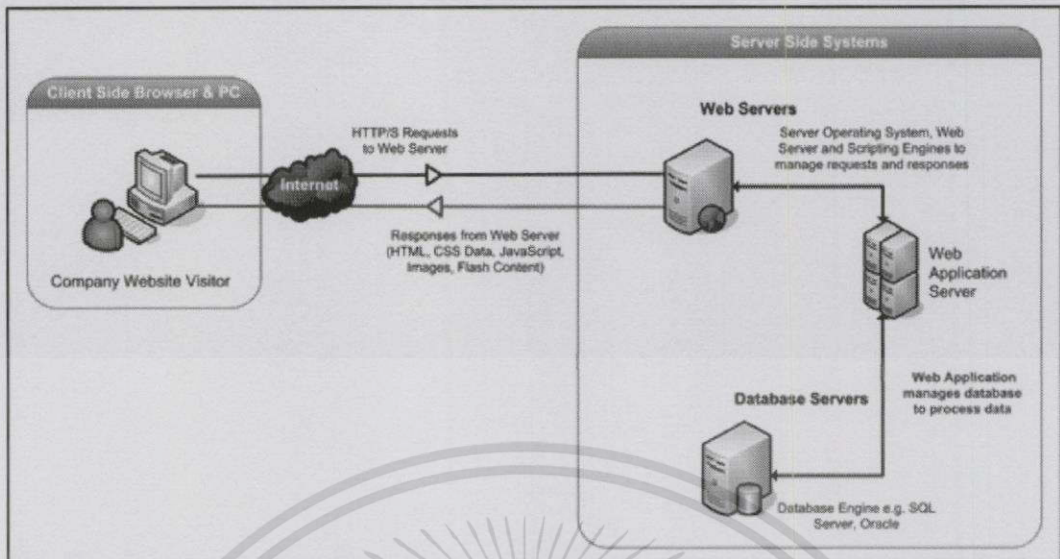 Client Side Browser & PC
Company Website Visitor
Internet
HTTP/S Requests
to Web Server
Responses from Web Server
(HTML, CSS Data, JavaScript,
Images, Flash Content)
Server Side Systems
Web Servers
Server Operating System, Web
Server and Scripting Engines to
manage requests and responses
Web
Application
Server
Web Application
manages database
to process data
Database Servers
Database Engine e.g. SQL
Server, Oracle